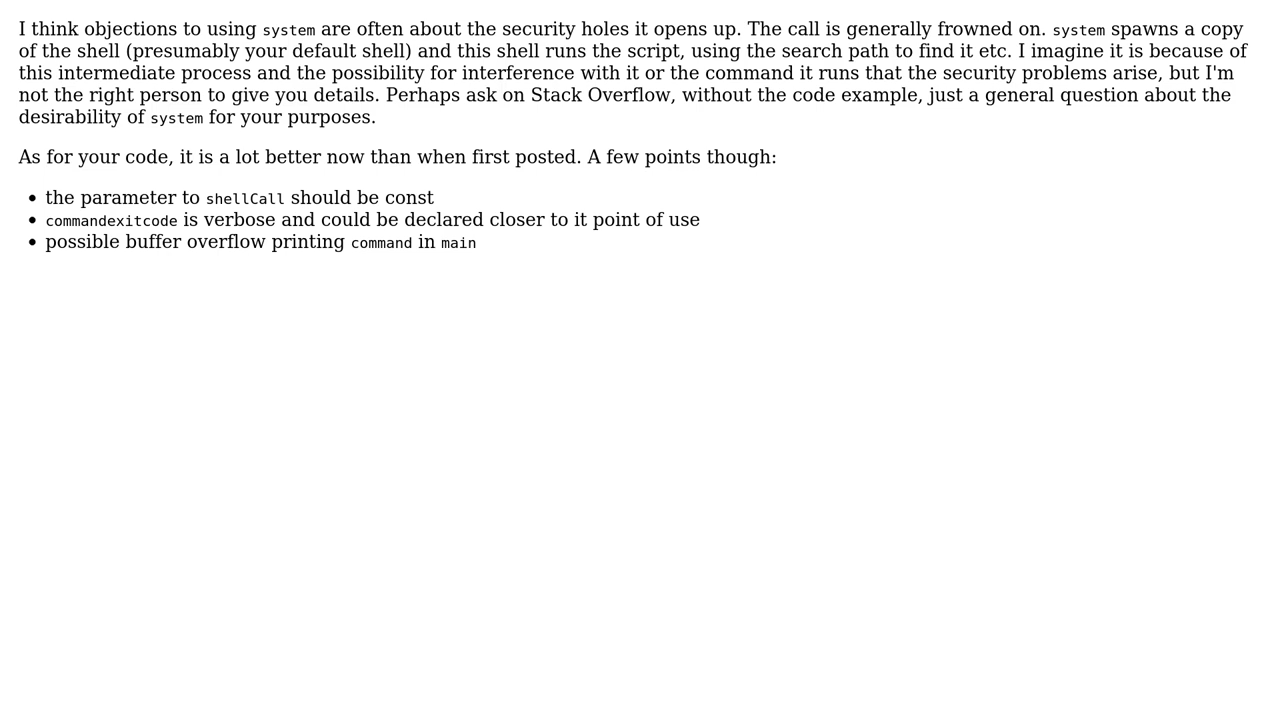 I think objections to using system are often about the security holes it opens up. The call is generally frowned on. system spawns a copy
of the shell (presumably your default shell) and this shell runs the script, using the search path to find it etc. I imagine it is because of
this intermediate process and the possibility for interference with it or the command it runs that the security problems arise, but I'm
not the right person to give you details. Perhaps ask on Stack Overflow, without the code example, just a general question about the
desirability of system for your purposes.
As for your code, it is a lot better now than when first posted. A few points though:
• the parameter to shellCall should be const
• commandexitcode is verbose and could be declared closer to it point of use
• possible buffer overflow printing command in main